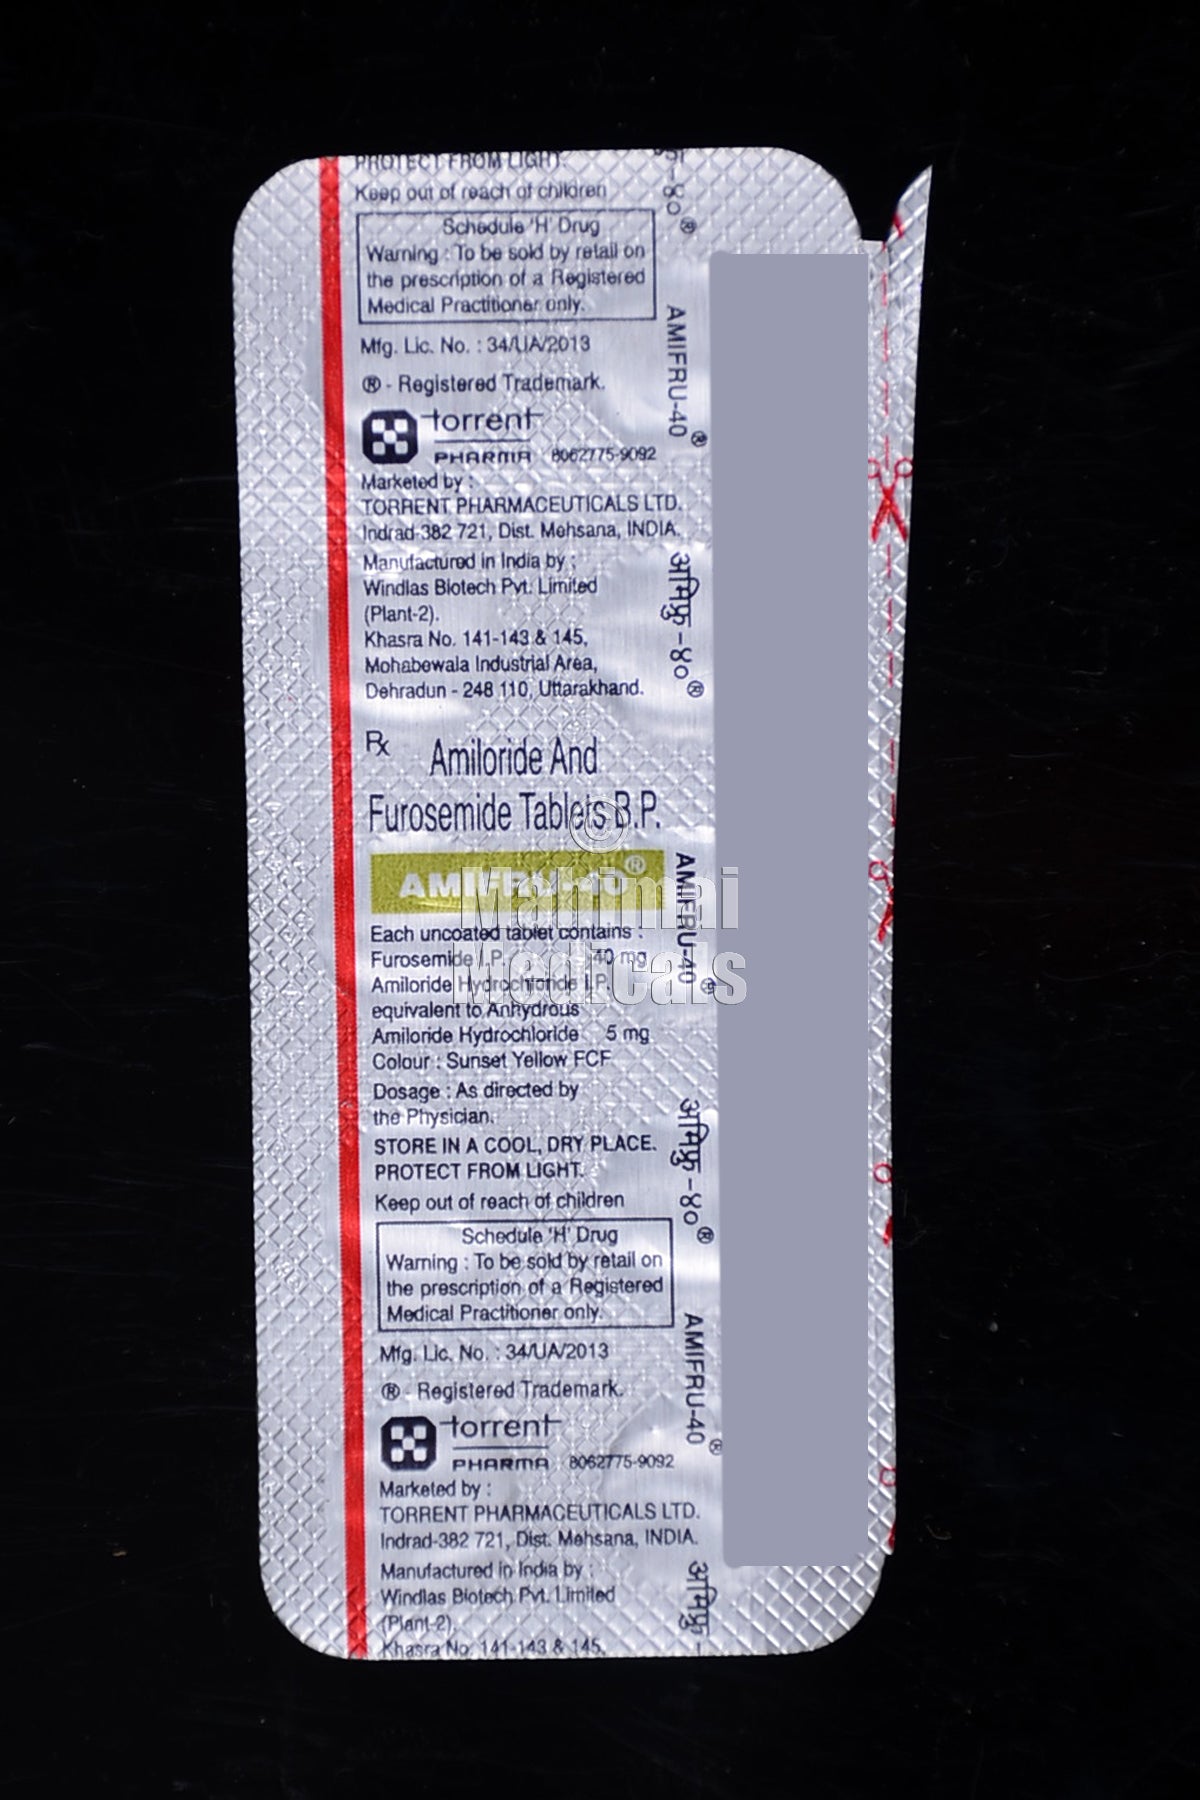 PROTECT FROM LIGHT.
Keep out of reach of children
Schedule 'H' Drug
Warning : To be sold by retail on
the prescription of a Registered
Medical Practitioner only.
Mfg. Lic. No. : 34/UA/2013
® - Registered Trademark.
torrent
PHARMA 8062775-9092
Marketed by :
TORRENT PHARMACEUTICALS LTD.
Indrad-382 721, Dist. Mehsana, INDIA.
Manufactured in India by :
Windlas Biotech Pvt. Limited
(Plant-2).
Khasra No. 141-143 & 145,
Mohabewala Industrial Area,
Dehradun - 248 110, Uttarakhand.
Rx Amiloride And
Furosemide Tablets B.P.
AMIFRU-40®
Each uncoated tablet contains :
Furosemide I.P. 40 mg
Amiloride Hydrochloride I.P.
equivalent to Anhydrous
Amiloride Hydrochloride 5 mg
Colour : Sunset Yellow FCF
Dosage : As directed by
the Physician.
STORE IN A COOL, DRY PLACE.
PROTECT FROM LIGHT.
Keep out of reach of children
Schedule 'H' Drug
Warning : To be sold by retail on
the prescription of a Registered
Medical Practitioner only.
Mfg. Lic. No. : 34/UA/2013
® - Registered Trademark.
torrent
PHARMA 8062775-9092
Marketed by :
TORRENT PHARMACEUTICALS LTD.
Indrad-382 721, Dist. Mehsana, INDIA.
Manufactured in India by :
Windlas Biotech Pvt. Limited
(Plant-2).
Khasra No. 141-143 & 145,
-४०®
AMIFRU-40®
अमिफ्रु-४०®
AMIFRU-40®
अमिफ्रु-४०®
AMIFRU-40®
अमिफ्रु-
©
Mahimai
Medicals